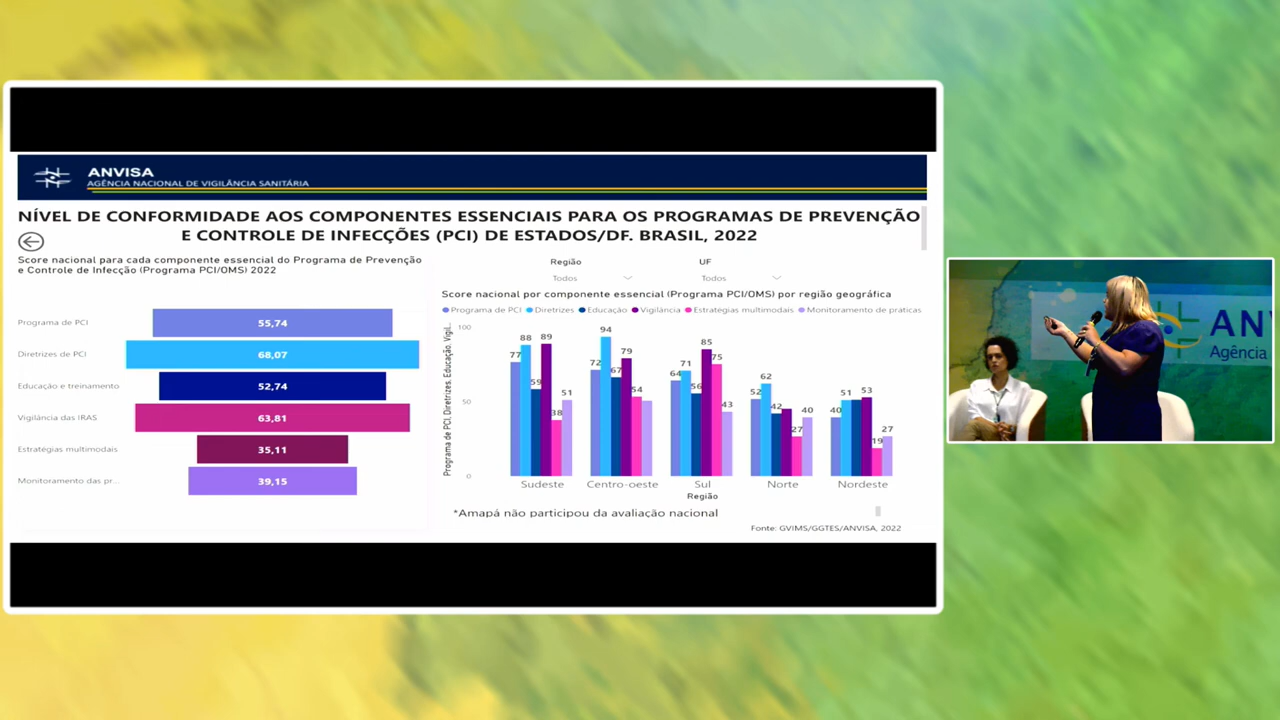 ANVISA
AGÊNCIA NACIONAL DE VIGILÂNCIA SANITÁRIA
NÍVEL DE CONFORMIDADE AOS COMPONENTES ESSENCIAIS PARA OS PROGRAMAS DE PREVENÇÃO
E CONTROLE DE INFECÇÕES (PCI) DE ESTADOS/DF. BRASIL, 2022
Score nacional para cada componente essencial do Programa de Prevenção
e Controle de Infecção (Programa PCI/OMS) 2022
Programa de PCI 55,74
Diretrizes de PCI 68,07
Educação e treinamento 52,74
Vigilância das IRAS 63,81
Estratégias multimodais 35,11
Monitoramento das pr... 39,15
Região UF
Todos Todos
Score nacional por componente essencial (Programa PCI/OMS) por região geográfica
Programa de PCI Diretrizes Educação Vigilância Estratégias multimodais Monitoramento de práticas
Programa de PCI, Diretrizes, Educação, Vigil...
100
50
0
77 88 59 89 38 51
72 94 67 79 54
64 71 56 85 75 43
52 62 42 27 40
40 51 53 19 27
Sudeste Centro-oeste Sul Norte Nordeste
Região
*Amapá não participou da avaliação nacional
Fonte: GVIMS/GGTES/ANVISA, 2022
AN
Agência